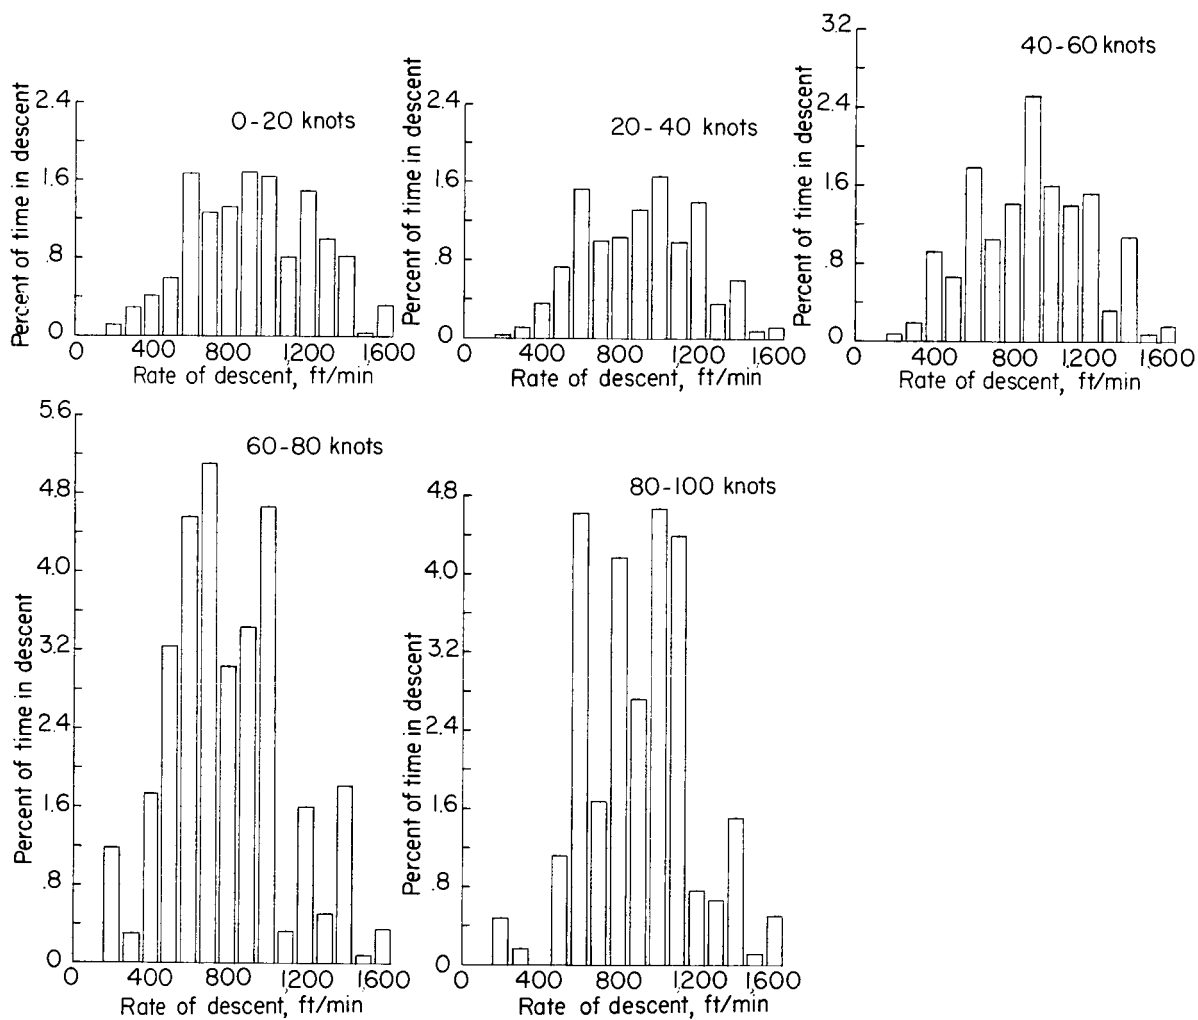 0-20 knots
Percent of time in descent
2.4
1.6
.8
0
0 400 800 1,200 1,600
Rate of descent, ft/min
20-40 knots
Percent of time in descent
2.4
1.6
.8
0
0 400 800 1,200 1,600
Rate of descent, ft/min
40-60 knots
Percent of time in descent
3.2
2.4
1.6
.8
0
0 400 800 1,200 1,600
Rate of descent, ft/min
60-80 knots
Percent of time in descent
5.6
4.8
4.0
3.2
2.4
1.6
.8
0
0 400 800 1,200 1,600
Rate of descent, ft/min
80-100 knots
Percent of time in descent
4.8
4.0
3.2
2.4
1.6
.8
0
0 400 800 1,200 1,600
Rate of descent, ft/min